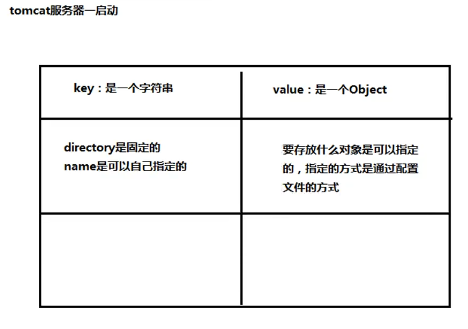 tomcat服务器一启动
key：是一个字符串
value：是一个Object
directory是固定的
name是可以自己指定的
要存放什么对象是可以指定
的，指定的方式是通过配置
文件的方式